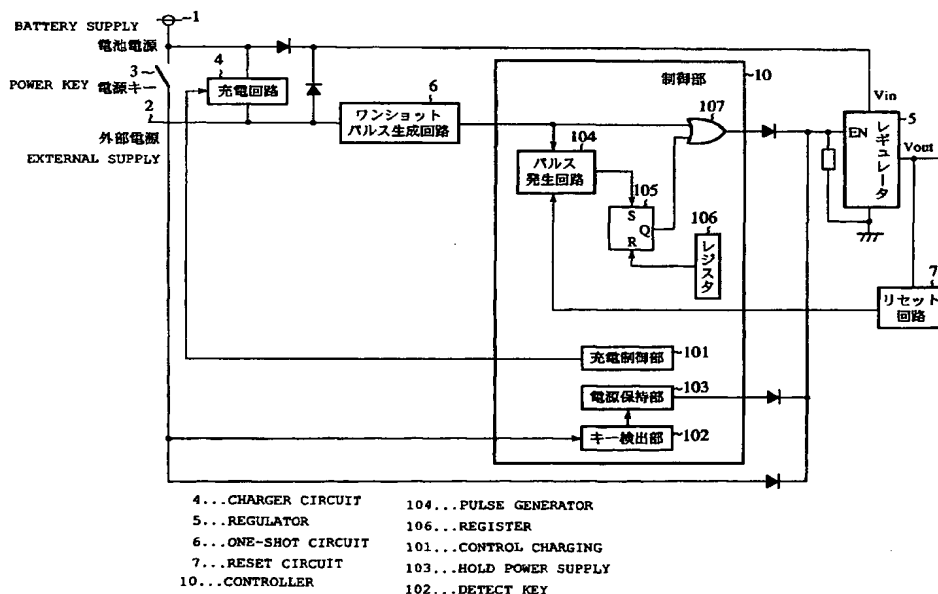 BATTERY SUPPLY
電池電源
1
3
POWER KEY 電源キー
2
外部電源
EXTERNAL SUPPLY
4
充電回路
6
ワンショット
パルス生成回路
制御部
10
107
104
パルス
発生回路
105
S
Q
R
106
レジスタ
Vin
5
EN
レギュレータ
Vout
7
リセット
回路
充電制御部
101
電源保持部
103
キー検出部
102
4...CHARGER CIRCUIT
5...REGULATOR
6...ONE-SHOT CIRCUIT
7...RESET CIRCUIT
10...CONTROLLER
104...PULSE GENERATOR
106...REGISTER
101...CONTROL CHARGING
103...HOLD POWER SUPPLY
102...DETECT KEY